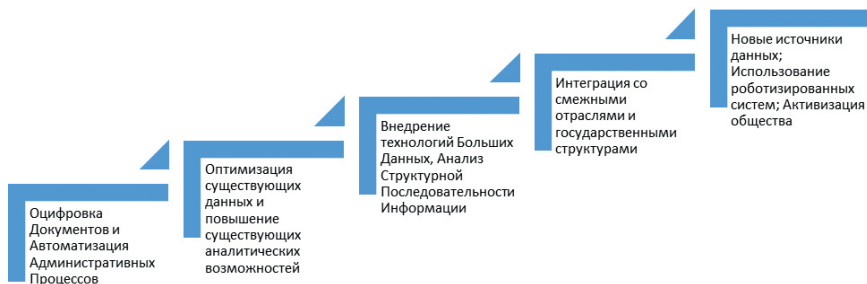 Оцифровка
Документов и
Автоматизация
Административных
Процессов
Оптимизация
существующих
данных и
повышение
существующих
аналитических
возможностей
Внедрение
технологий Больших
Данных, Анализ
Структурной
Последовательности
Информации
Интеграция со
смежными
отраслями и
государственными
структурами
Новые источники
данных;
Использование
роботизированных
систем; Активизация
общества